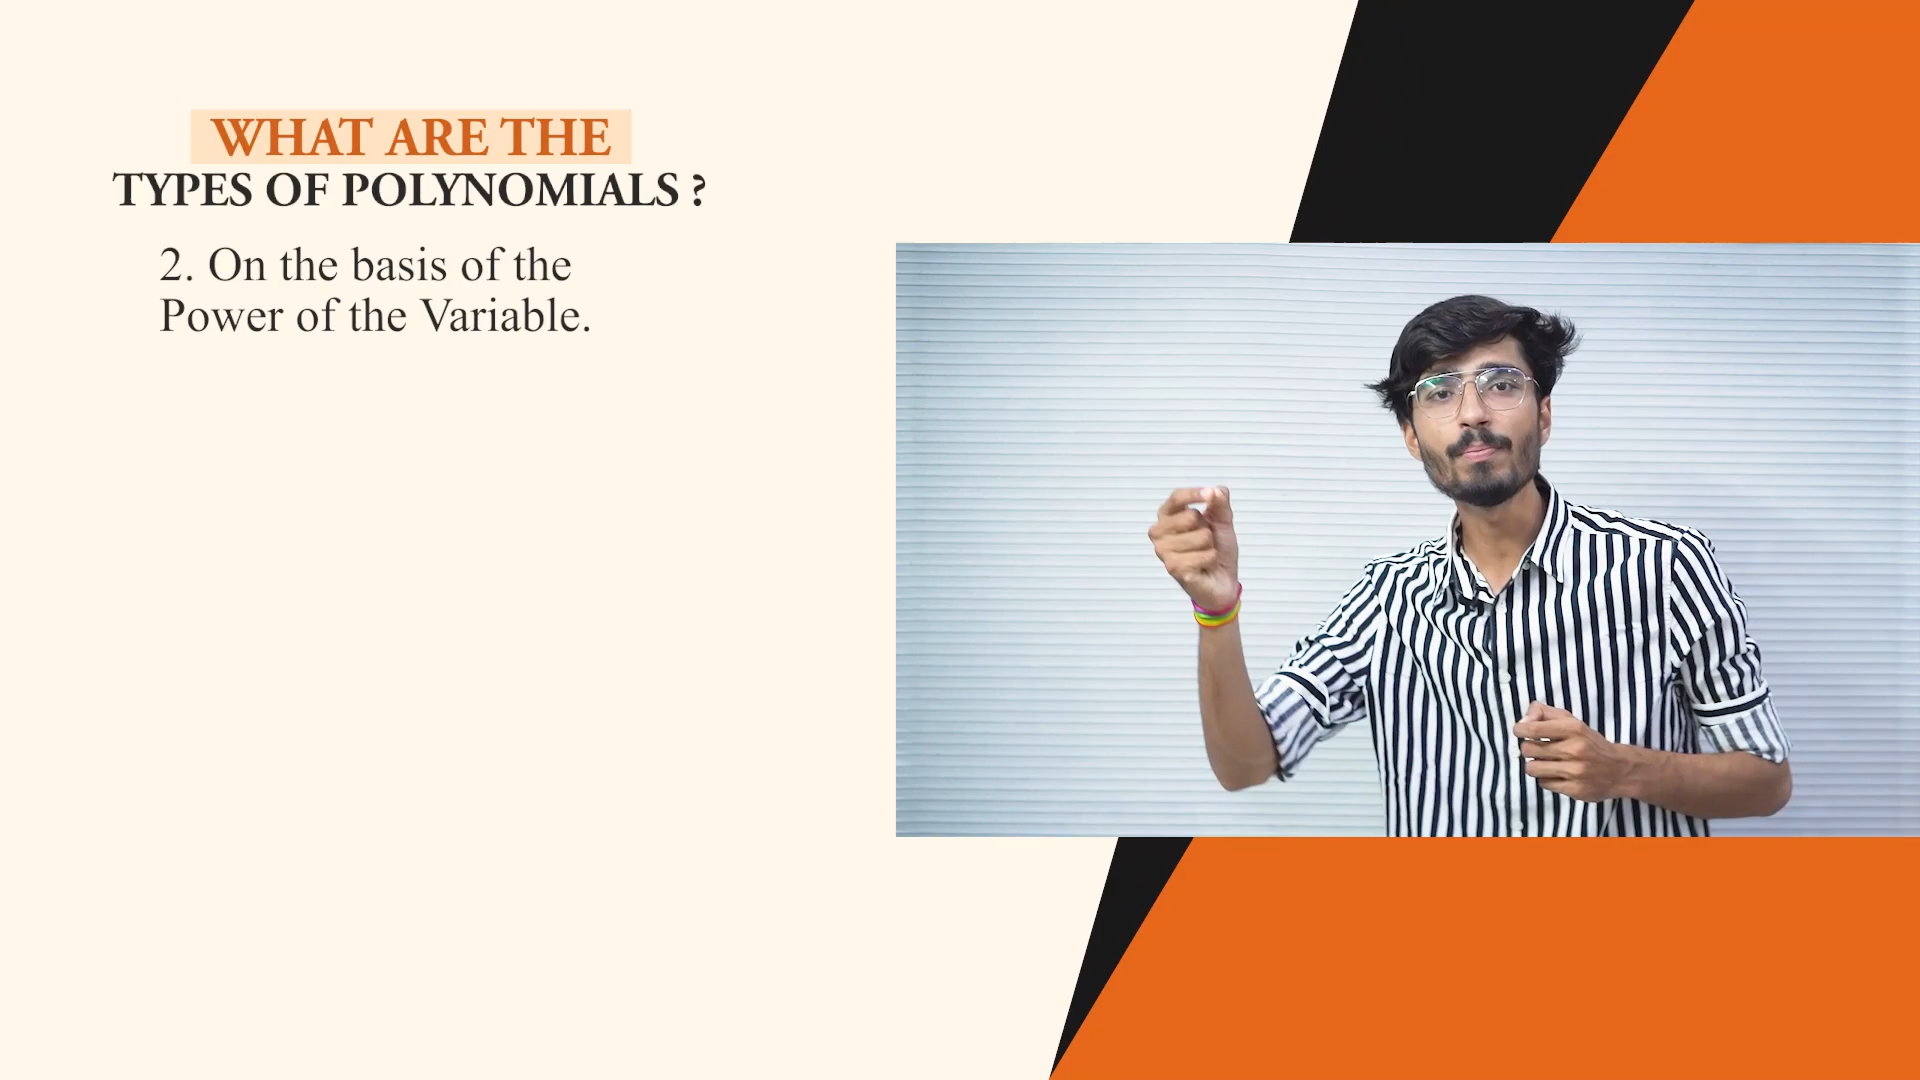 WHAT ARE THE
TYPES OF POLYNOMIALS ?
2. On the basis of the
Power of the Variable.